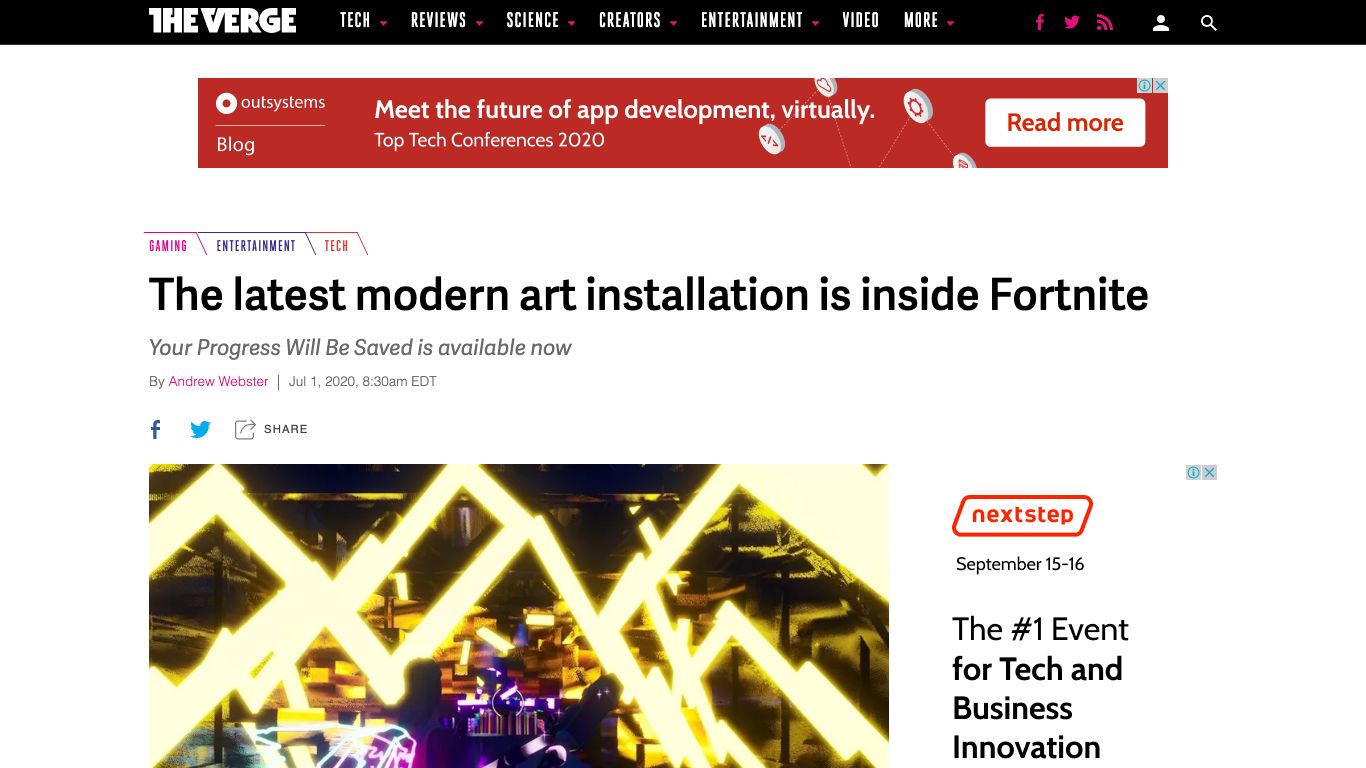 THE VERGE
TECH REVIEWS SCIENCE CREATORS ENTERTAINMENT VIDEO MORE
outsystems
Blog
Meet the future of app development, virtually.
Top Tech Conferences 2020
Read more
GAMING ENTERTAINMENT TECH
The latest modern art installation is inside Fortnite
Your Progress Will Be Saved is available now
By Andrew Webster | Jul 1, 2020, 8:30am EDT
SHARE
nextstep
September 15-16
The #1 Event
for Tech and
Business
Innovation